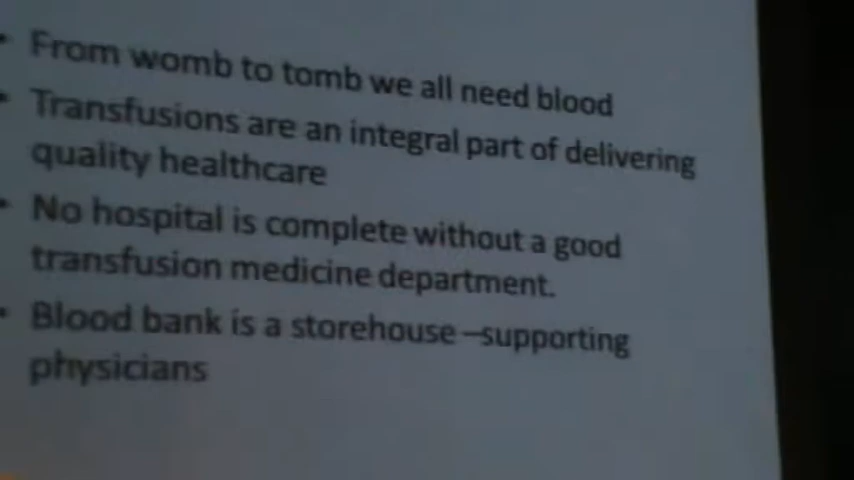 • From womb to tomb we all need blood
• Transfusions are an integral part of delivering
quality healthcare
• No hospital is complete without a good
transfusion medicine department.
• Blood bank is a storehouse –supporting
physicians